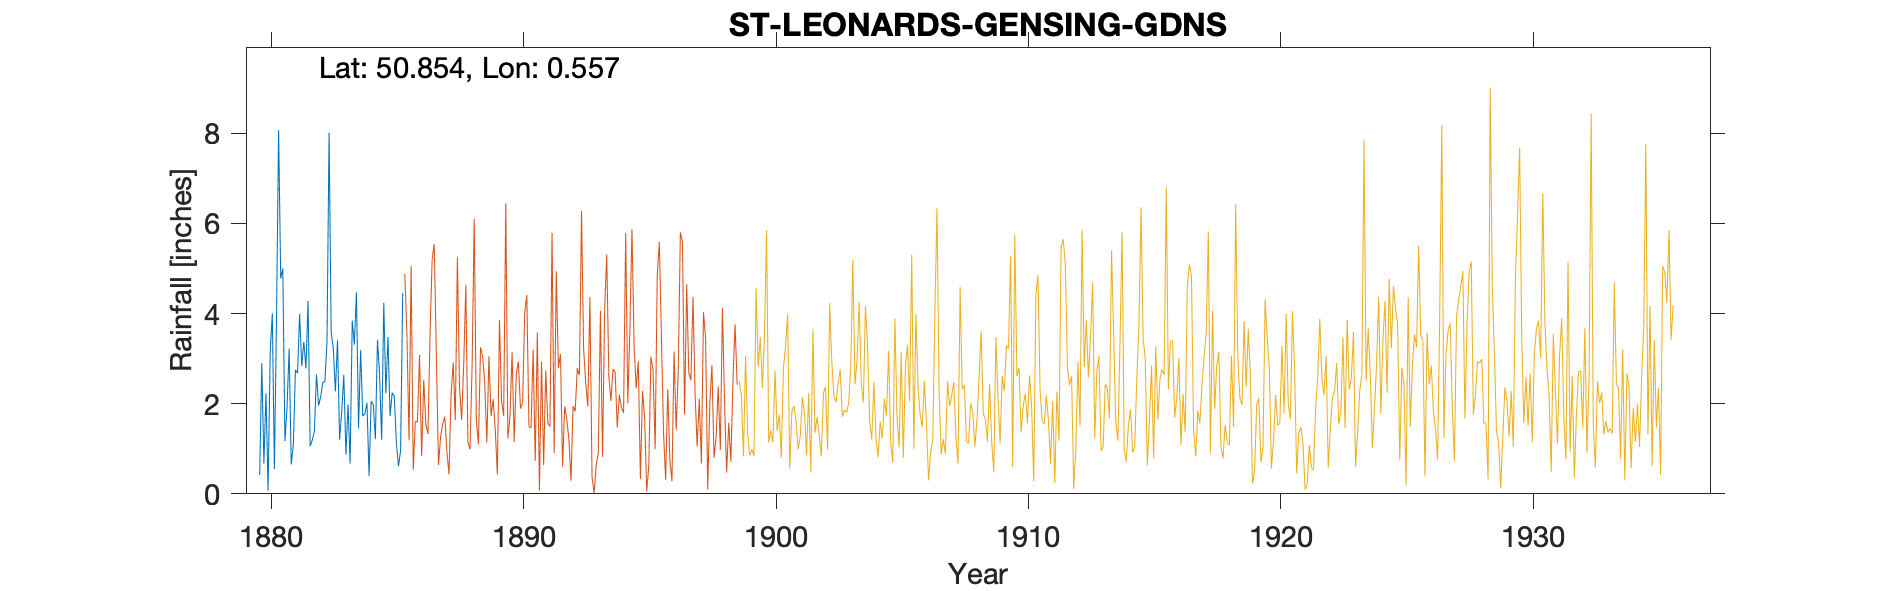 ST-LEONARDS-GENSING-GDNS
Lat: 50.854, Lon: 0.557
Rainfall [inches]
8
6
4
2
0
1880 1890 1900 1910 1920 1930
Year